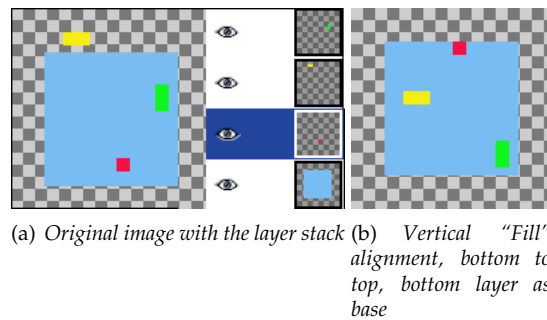 (a) Original image with the layer stack
(b) Vertical “Fill”
alignment, bottom to
top, bottom layer as
base